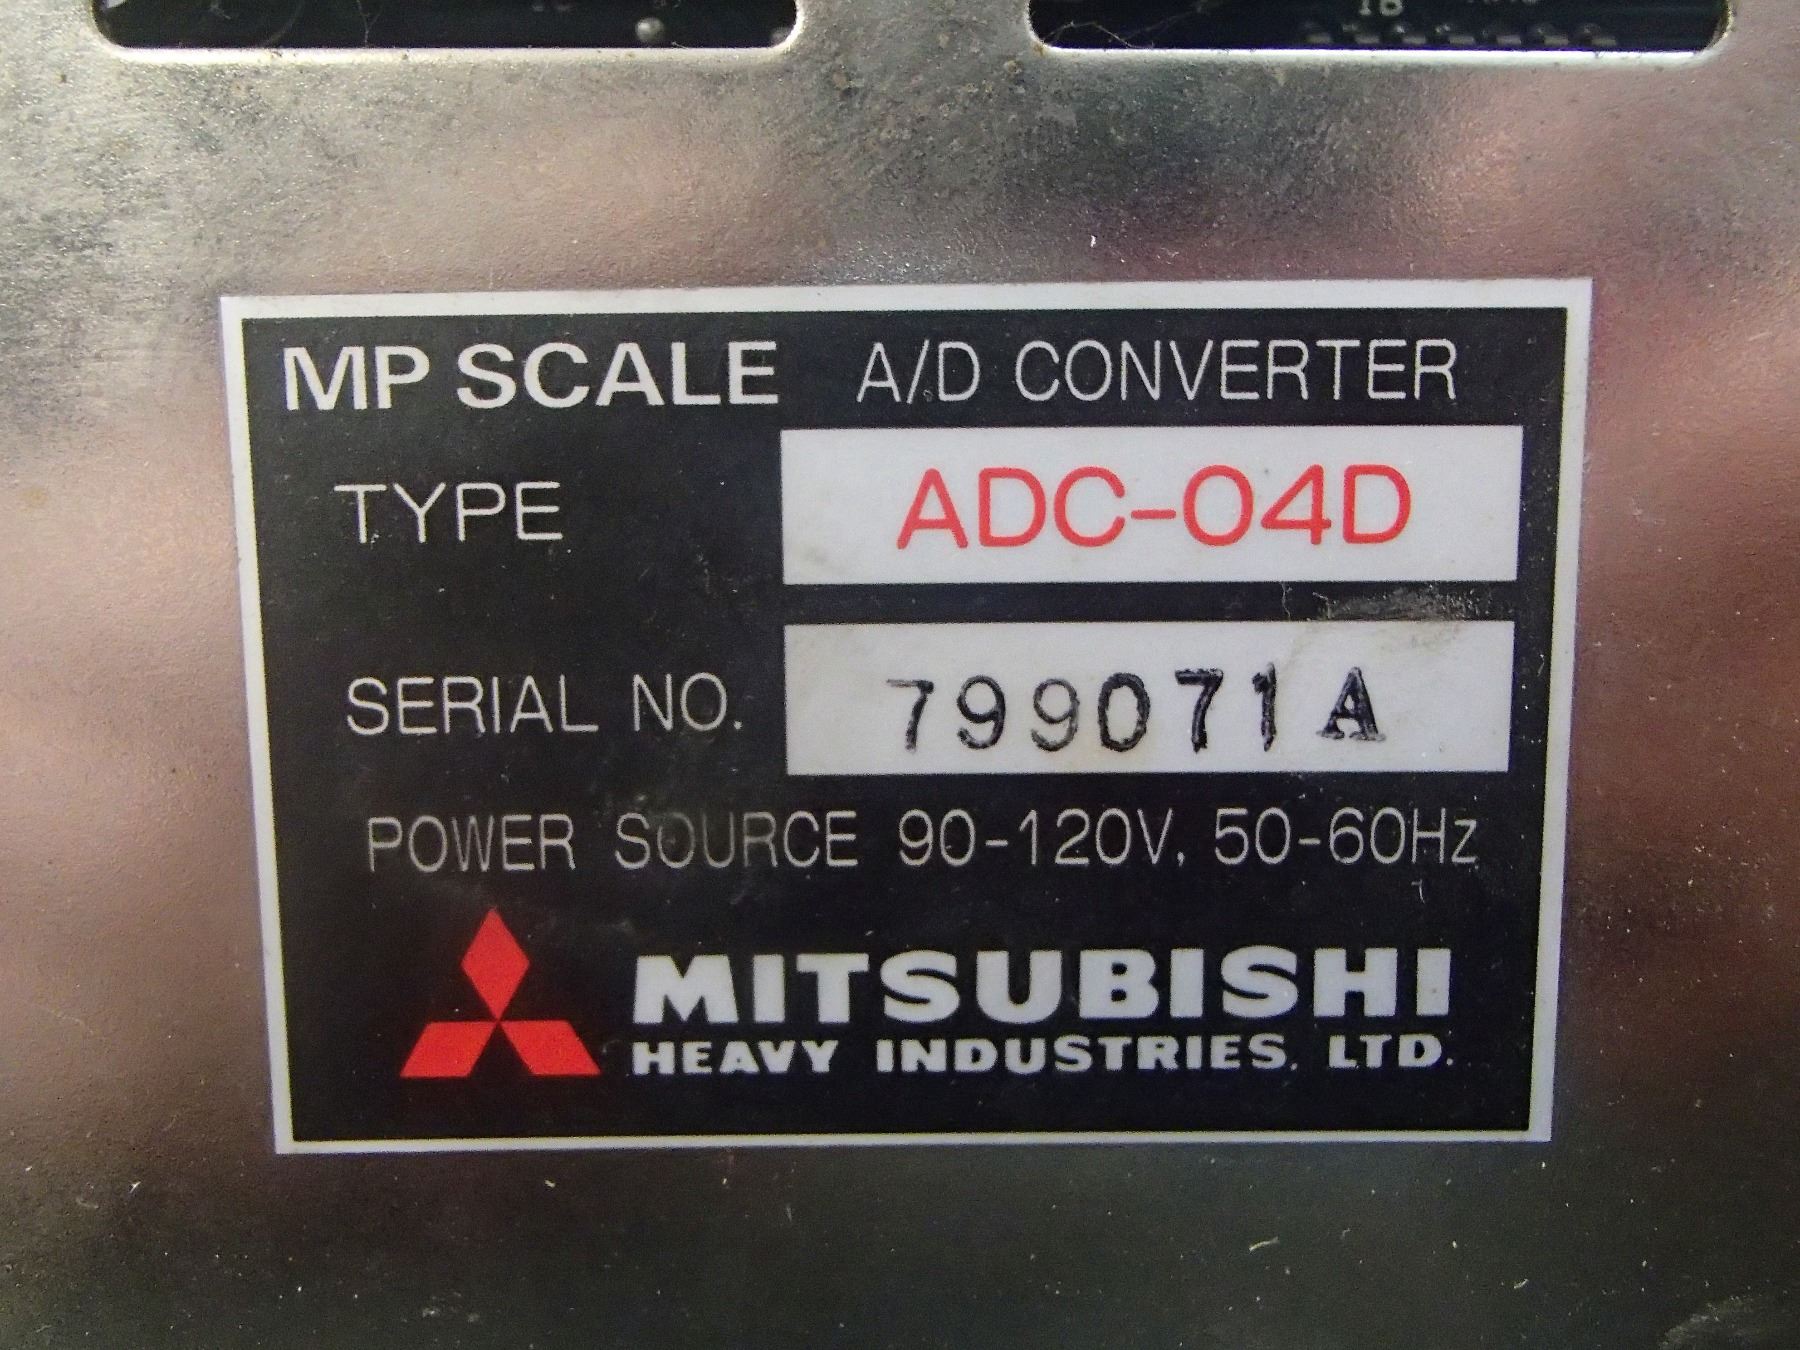 MP SCALE A/D CONVERTER
TYPE ADC-04D
SERIAL NO. 799071A
POWER SOURCE 90-120V, 50-60Hz
MITSUBISHI
HEAVY INDUSTRIES, LTD.